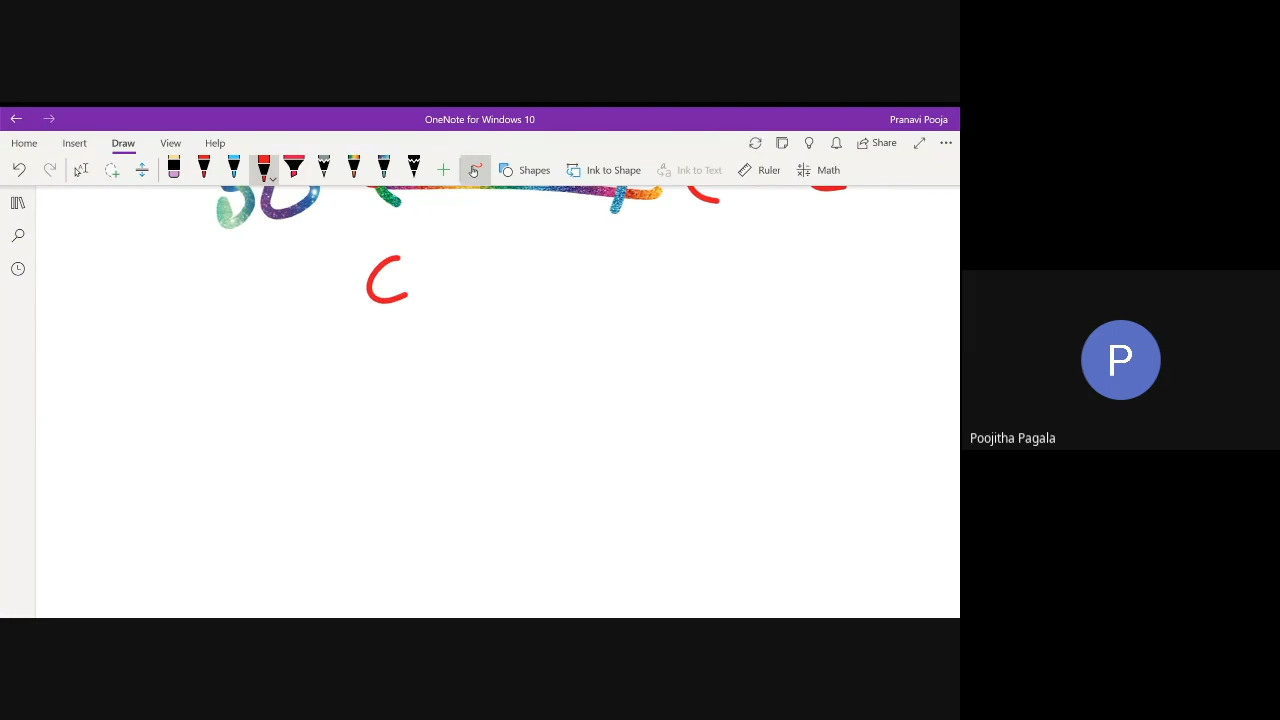 OneNote for Windows 10 Pranavi Pooja
Home Insert Draw View Help Share
Shapes Ink to Shape Ink to Text Ruler Math
C
P
Poojitha Pagala